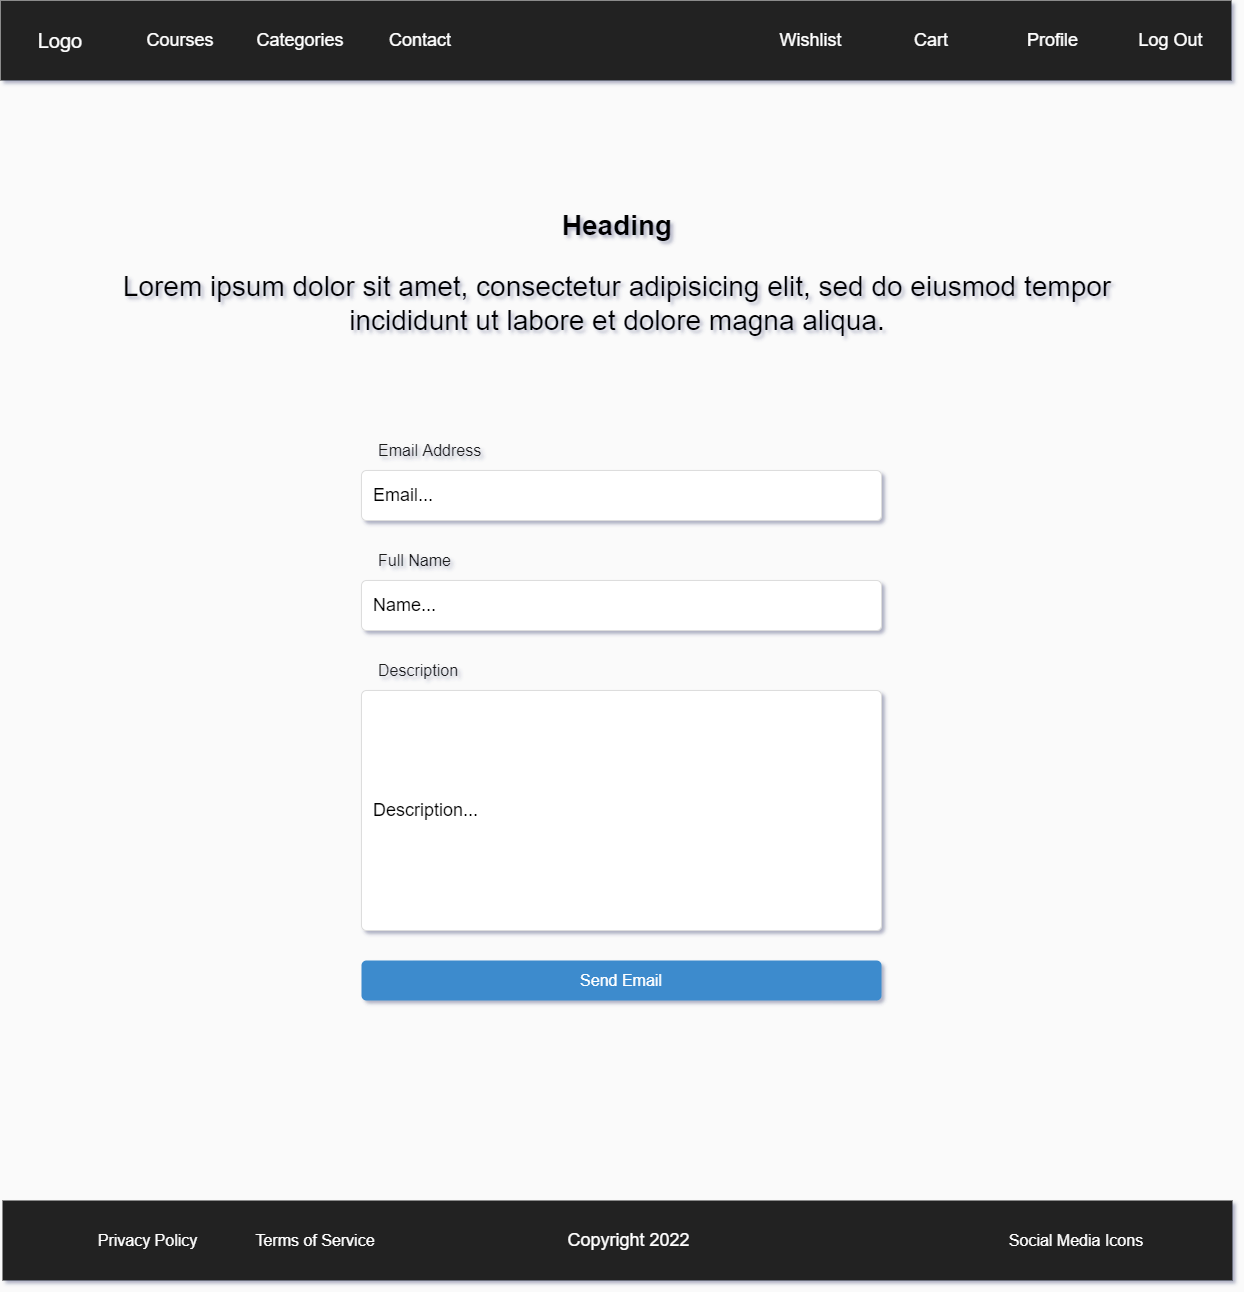 Logo Courses Categories Contact Wishlist Cart Profile Log Out
Heading
Lorem ipsum dolor sit amet, consectetur adipisicing elit, sed do eiusmod tempor
incididunt ut labore et dolore magna aliqua.
Email Address
Email...
Full Name
Name...
Description
Description...
Send Email
Privacy Policy Terms of Service Copyright 2022 Social Media Icons